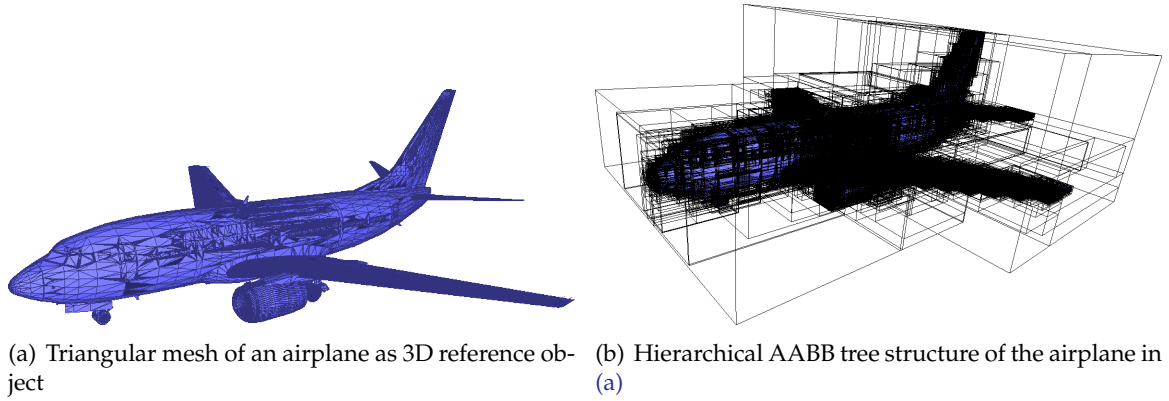 (a) Triangular mesh of an airplane as 3D reference ob-
ject
(b) Hierarchical AABB tree structure of the airplane in
(a)